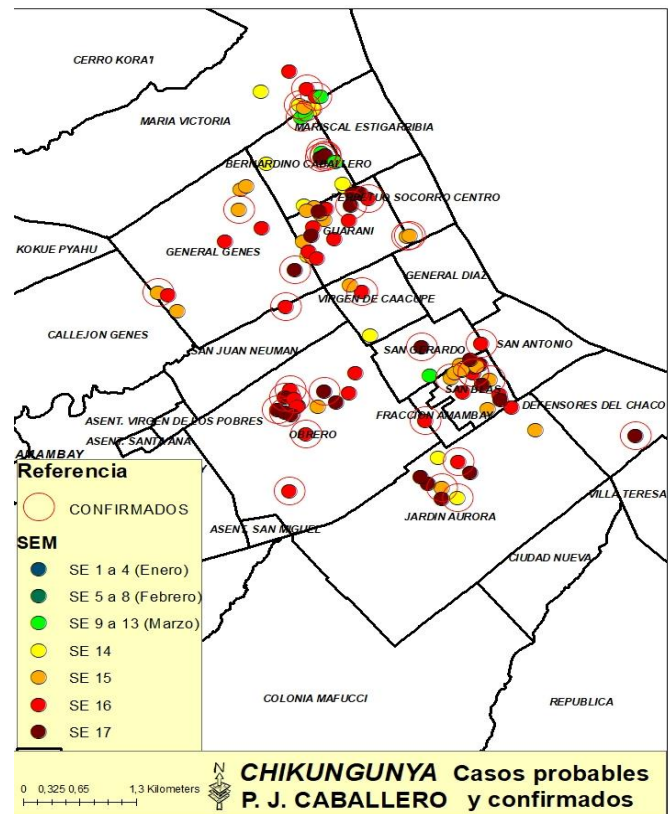 CERRO KORA'I
MARIA VICTORIA
MARISCAL ESTIGARRIBIA
BERNARDINO CABALLERO
PERPETUO SOCORRO CENTRO
GUARANI
KOKUE PYAHU
GENERAL GENES
GENERAL DIAZ
VIRGEN DE CAACUPE
CALLEJON GENES
SAN JUAN NEUMAN
SAN GERARDO
SAN ANTONIO
SAN BLAS
DEFENSORES DEL CHACO
ASENT. VIRGEN DE LOS POBRES
FRACCION AMAMBAY
ASENT. SANTA ANA
OBRERO
AMAMBAY
VILLA TERESA
JARDIN AURORA
ASENT. SAN MIGUEL
CIUDAD NUEVA
COLONIA MAFUCCI
REPUBLICA
Referencia
CONFIRMADOS
SEM
SE 1 a 4 (Enero)
SE 5 a 8 (Febrero)
SE 9 a 13 (Marzo)
SE 14
SE 15
SE 16
SE 17
0 0,325 0,65 1,3 Kilometers
N
CHIKUNGUNYA Casos probables
P. J. CABALLERO y confirmados